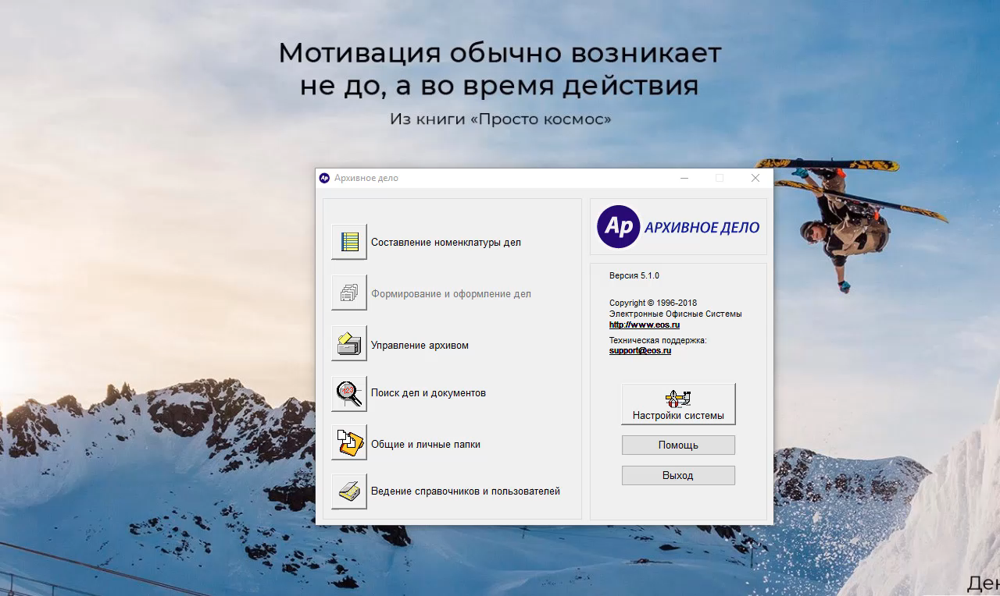 Мотивация обычно возникает
не до, а во время действия
Из книги «Просто космос»
Ар Архивное дело
Составление номенклатуры дел
Формирование и оформление дел
Управление архивом
123
Поиск дел и документов
Общие и личные папки
Ведение справочников и пользователей
Ар АРХИВНОЕ ДЕЛО
Версия 5.1.0
Copyright © 1996-2018
Электронные Офисные Системы
http://www.eos.ru
Техническая поддержка:
support@eos.ru
Настройки системы
Помощь
Выход
Ден